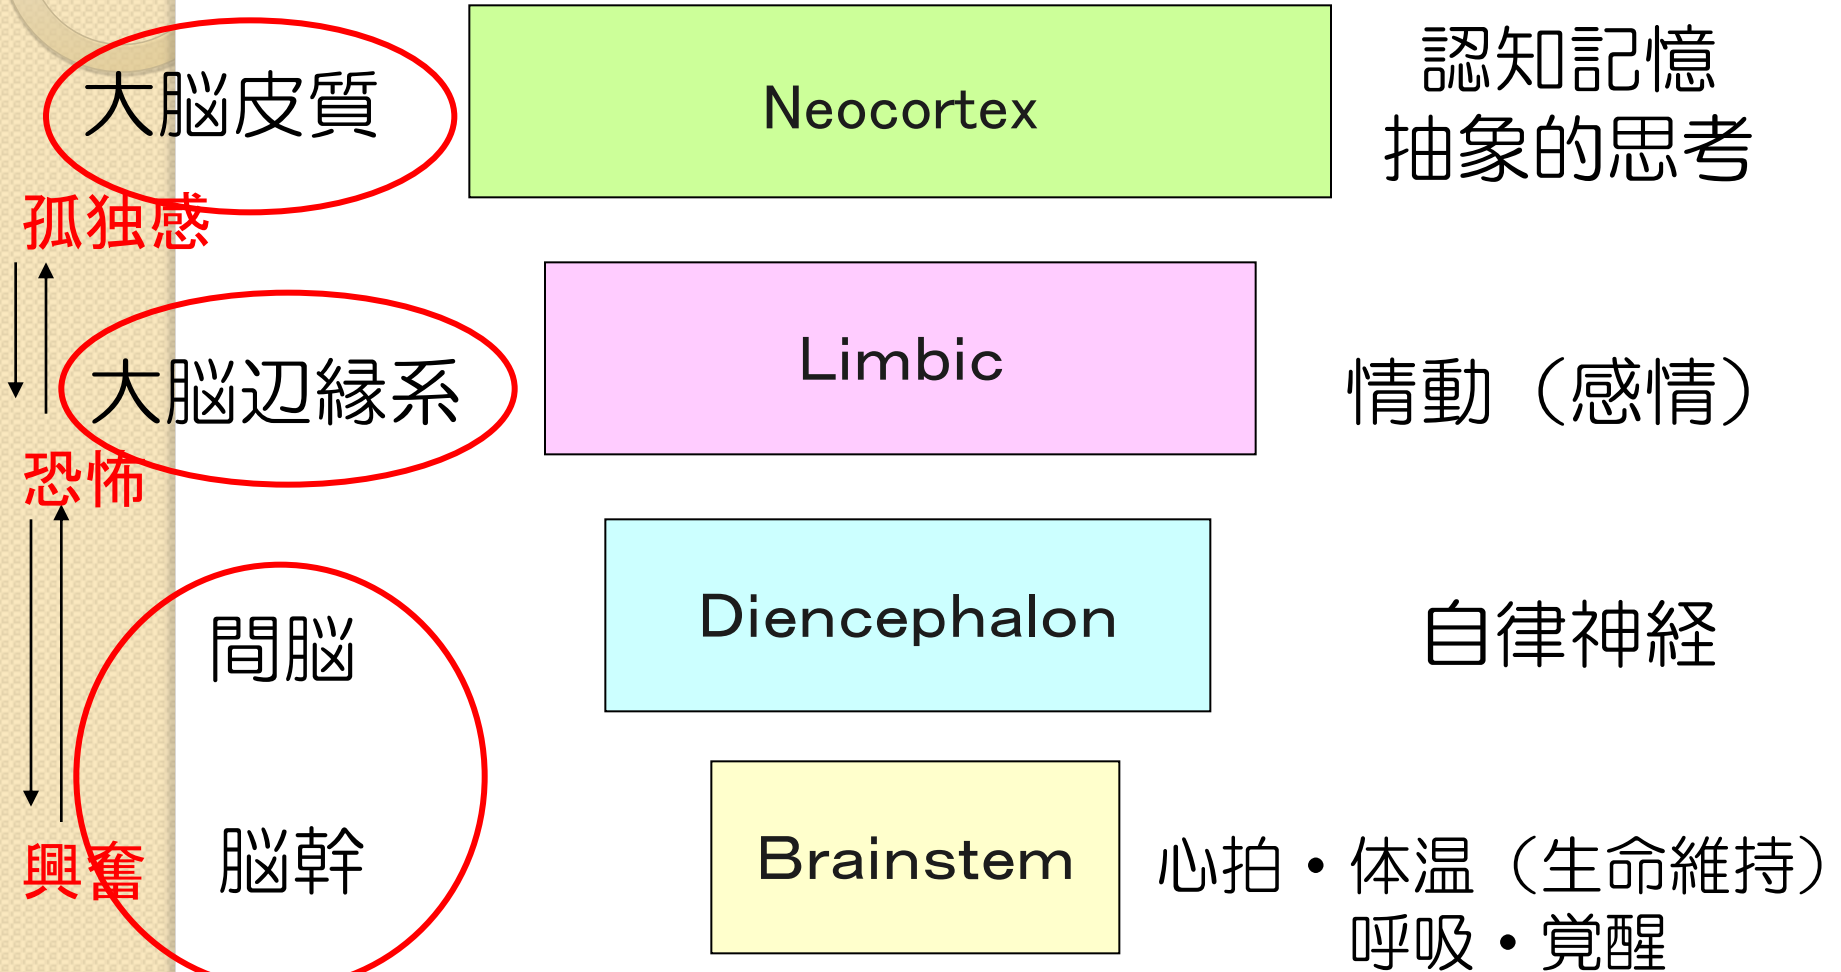 大脳皮質
Neocortex
認知記憶
抽象的思考
孤独感
大脳辺縁系
Limbic
情動（感情）
恐怖
間脳
Diencephalon
自律神経
脳幹
Brainstem
心拍・体温（生命維持）
呼吸・覚醒
興奮